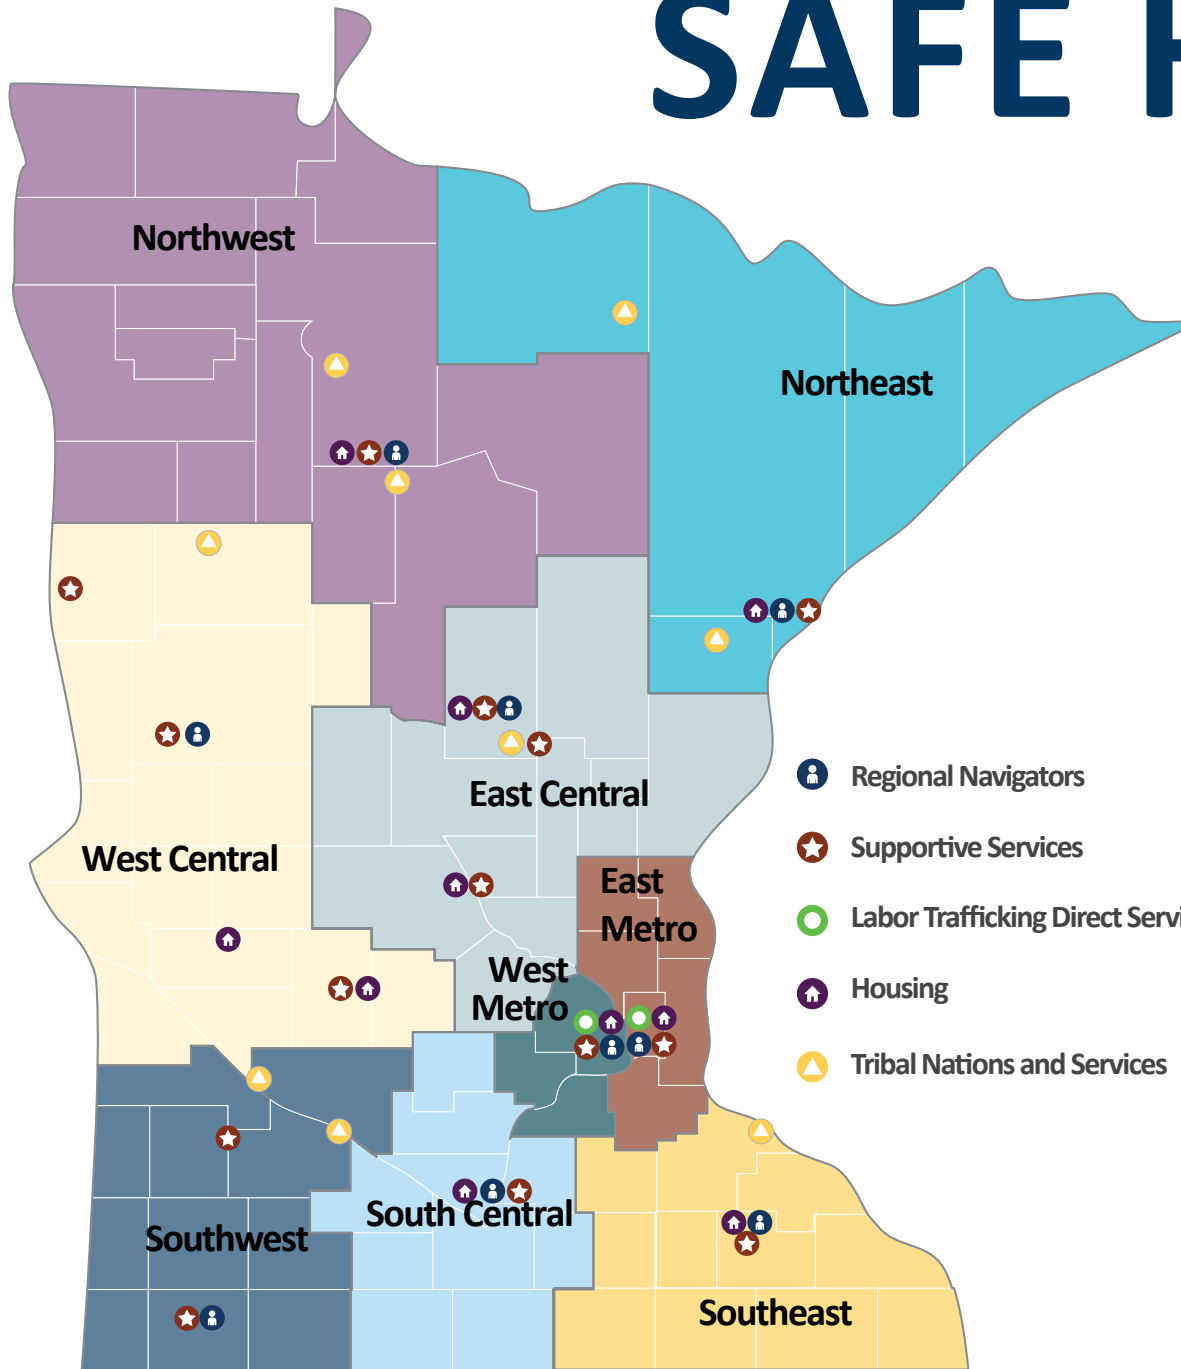 SAFE
Northwest
Northeast
East Central
West Central
East
Metro
West
Metro
South Central
Southwest
Southeast
Regional Navigators
Supportive Services
Labor Trafficking Direct Servi
Housing
Tribal Nations and Services